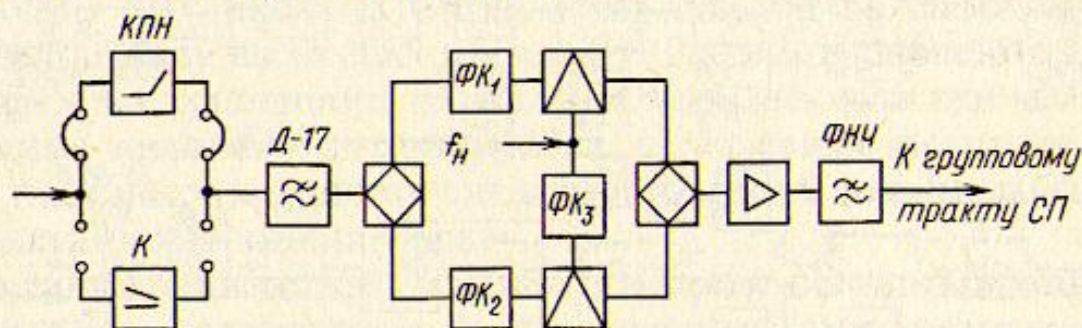 КПН
ФК₁
Д-17
fн
ФНЧ
К групповому
тракту СП
ФК₃
К
ФК₂